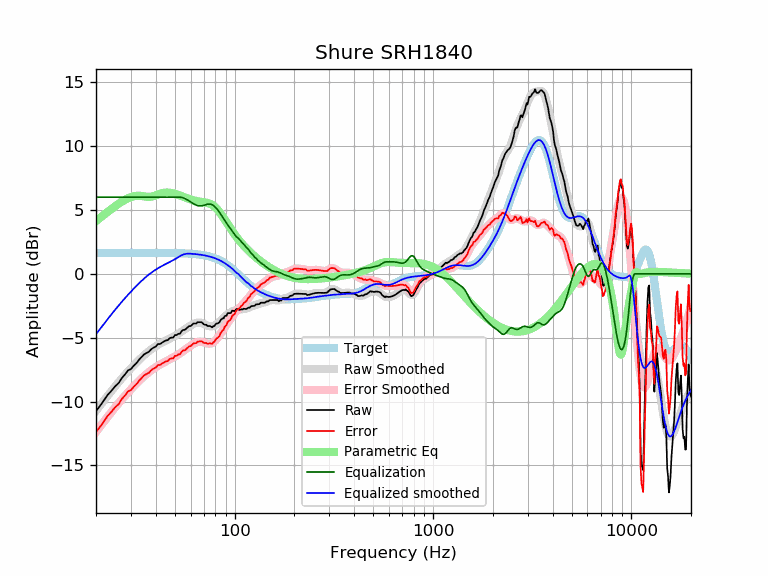 Shure SRH1840
15
10
5
0
−5
−10
−15
Amplitude (dBr)
Target
Raw Smoothed
Error Smoothed
Raw
Error
Parametric Eq
Equalization
Equalized smoothed
100
1000
10000
Frequency (Hz)